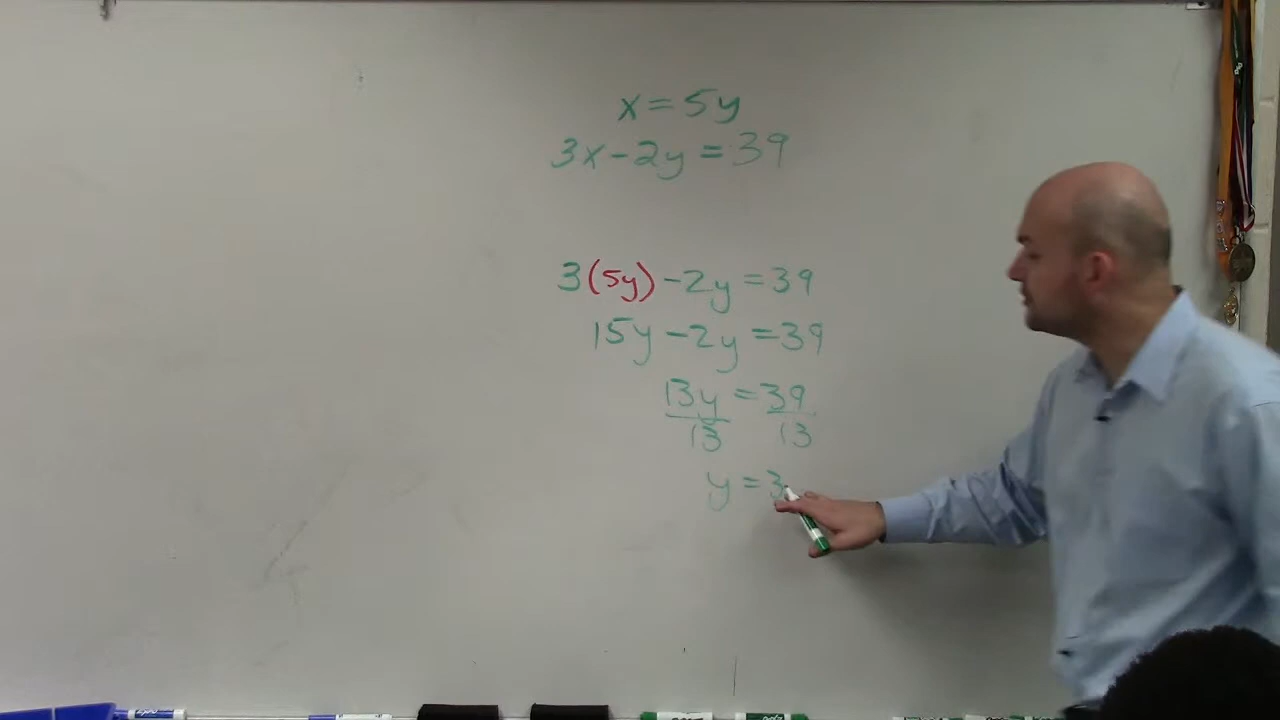 x = 5y
3x - 2y = 39
3(5y) - 2y = 39
15y - 2y = 39
13y = 39
13 13
y = 3